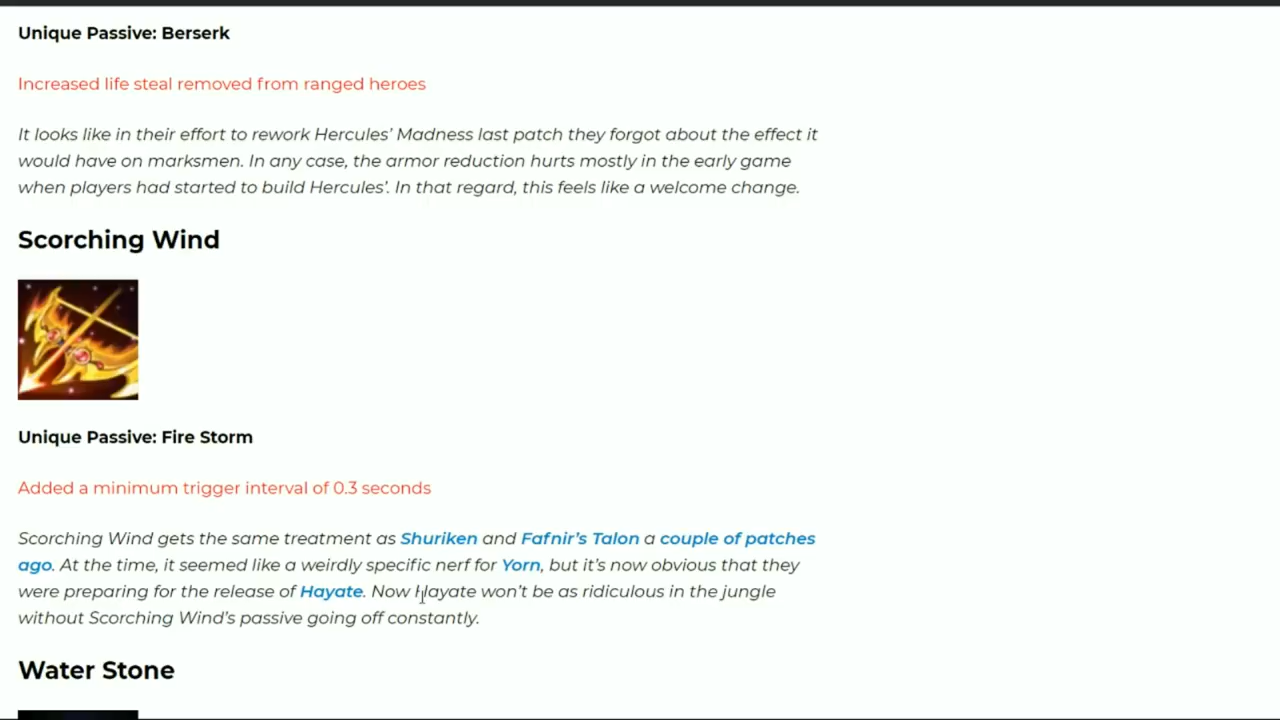 Unique Passive: Berserk
Increased life steal removed from ranged heroes
It looks like in their effort to rework Hercules’ Madness last patch they forgot about the effect it
would have on marksmen. In any case, the armor reduction hurts mostly in the early game
when players had started to build Hercules’. In that regard, this feels like a welcome change.
Scorching Wind
Unique Passive: Fire Storm
Added a minimum trigger interval of 0.3 seconds
Scorching Wind gets the same treatment as Shuriken and Fafnir’s Talon a couple of patches
ago. At the time, it seemed like a weirdly specific nerf for Yorn, but it’s now obvious that they
were preparing for the release of Hayate. Now Hayate won’t be as ridiculous in the jungle
without Scorching Wind’s passive going off constantly.
Water Stone